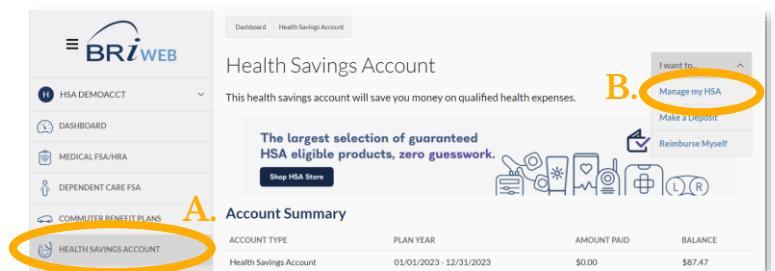 BRiWEB
H HSA DEMOACCT
DASHBOARD
MEDICAL FSA/HRA
DEPENDENT CARE FSA
COMMUTER BENEFIT PLANS
A.
HEALTH SAVINGS ACCOUNT
Dashboard Health Savings Account
Health Savings Account
This health savings account will save you money on qualified health expenses.
I want to...
B.
Manage my HSA
Make a Deposit
Reimburse Myself
The largest selection of guaranteed
HSA eligible products, zero guesswork.
Shop HSA Store
L R
Account Summary
ACCOUNT TYPE PLAN YEAR AMOUNT PAID BALANCE
Health Savings Account 01/01/2023 - 12/31/2023 $0.00 $87.47